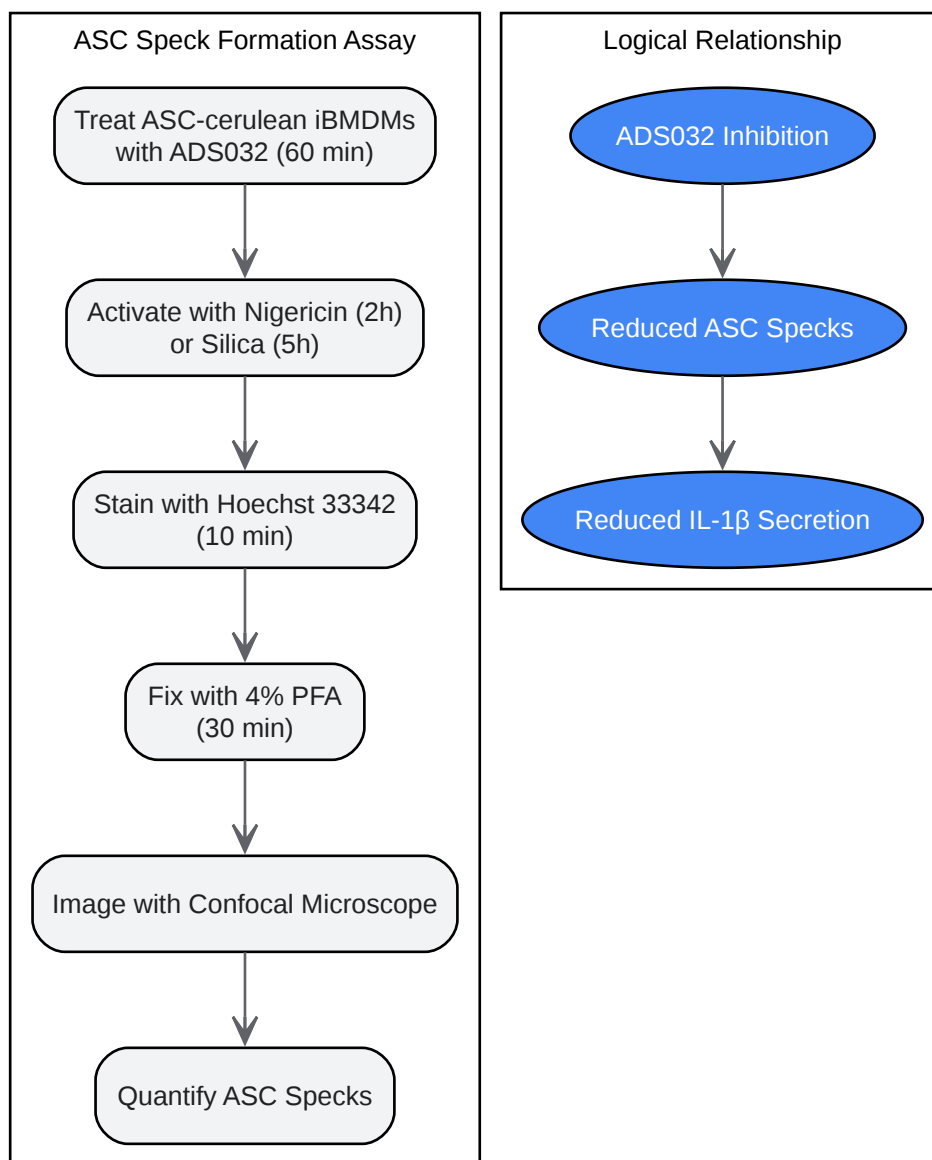 ASC Speck Formation Assay
Treat ASC-cerulean iBMDMs
with ADS032 (60 min)
Activate with Nigericin (2h)
or Silica (5h)
Stain with Hoechst 33342
(10 min)
Fix with 4% PFA
(30 min)
Image with Confocal Microscope
Quantify ASC Specks
Logical Relationship
ADS032 Inhibition
Reduced ASC Specks
Reduced IL-1β Secretion